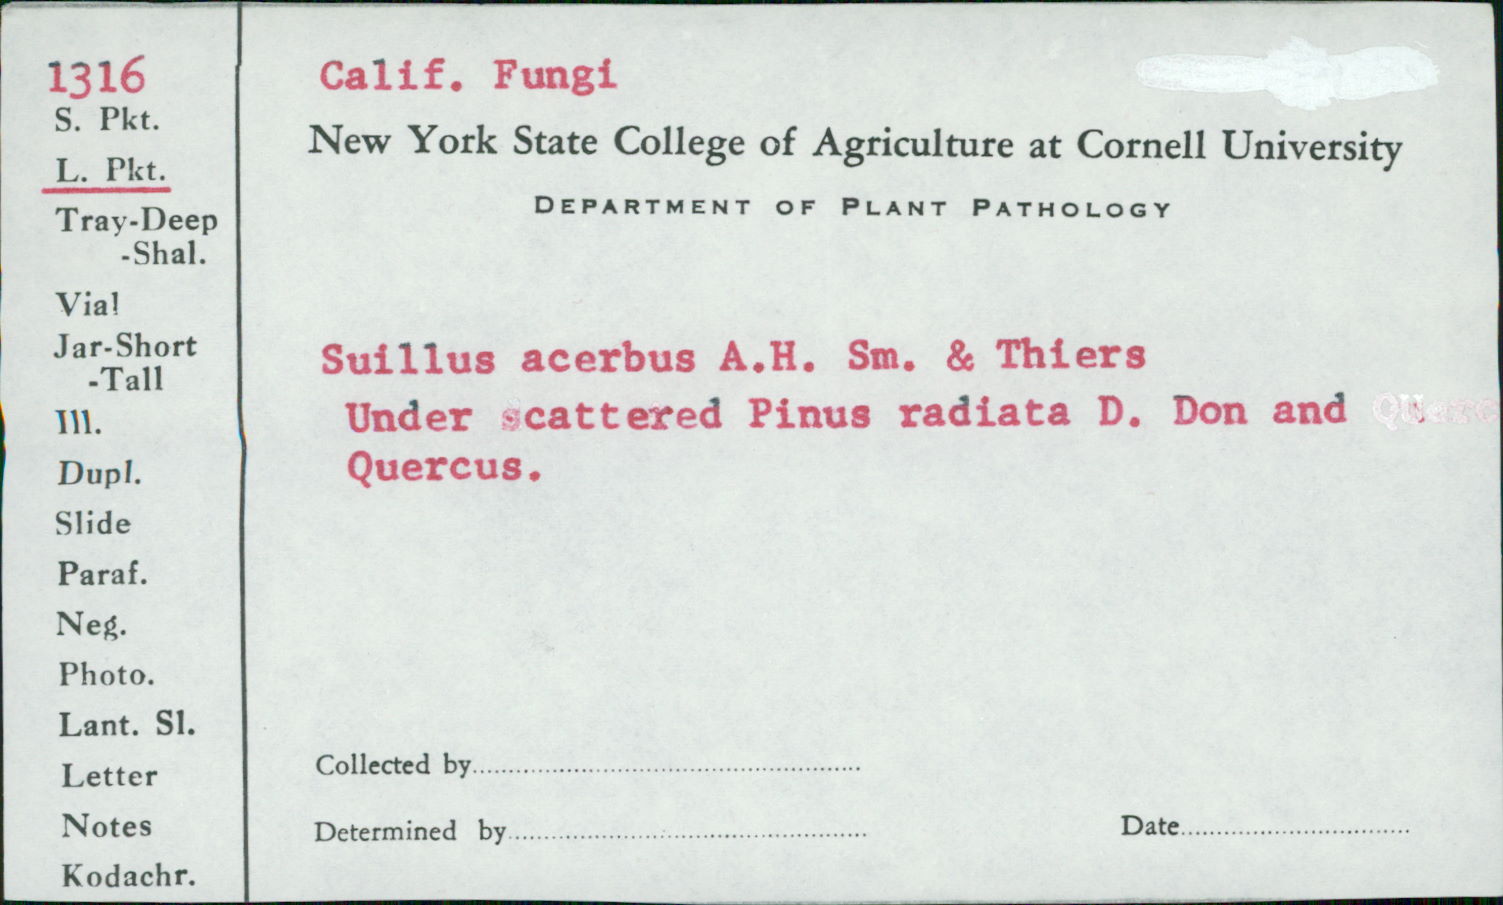 1316
S. Pkt.
L. Pkt.
Tray-Deep
-Shal.
Vial
Jar-Short
-Tall
Ill.
Dupl.
Slide
Paraf.
Neg.
Photo.
Lant. Sl.
Letter
Notes
Kodachr.
Calif. Fungi
New York State College of Agriculture at Cornell University
DEPARTMENT OF PLANT PATHOLOGY
Suillus acerbus A.H. Sm. & Thiers
Under scattered Pinus radiata D. Don and
Quercus.
Collected by
Determined by
Date